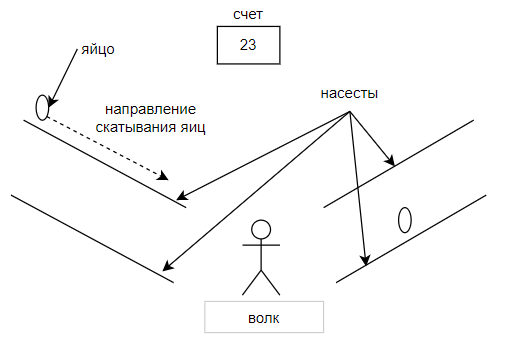 счет
23
яйцо
насесты
направление
скатывания яиц
волк